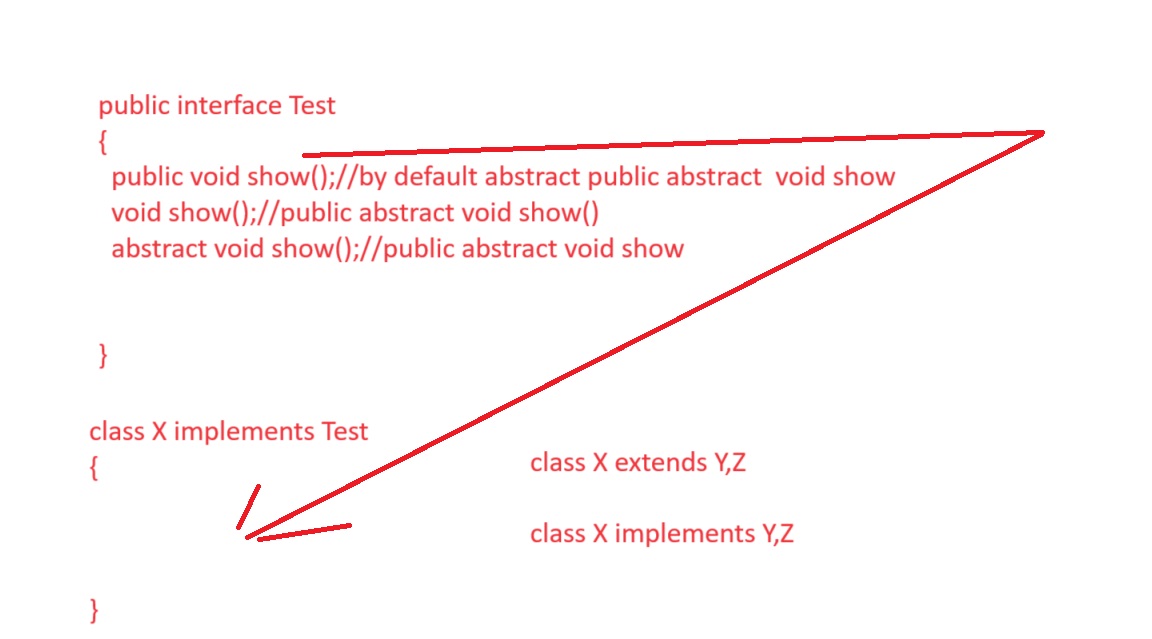 public interface Test
{
public void show();//by default abstract public abstract  void show
void show();//public abstract void show()
abstract void show();//public abstract void show
}
class X implements Test
{
class X extends Y,Z
class X implements Y,Z
}